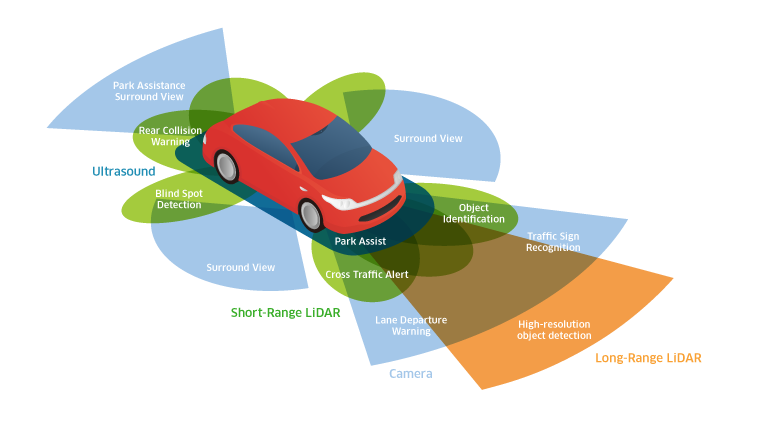 Park Assistance
Surround View
Rear Collision
Warning
Surround View
Ultrasound
Blind Spot
Detection
Object
Identification
Park Assist
Traffic Sign
Recognition
Surround View
Cross Traffic Alert
Short-Range LiDAR
Lane Departure
Warning
High-resolution
object detection
Long-Range LiDAR
Camera